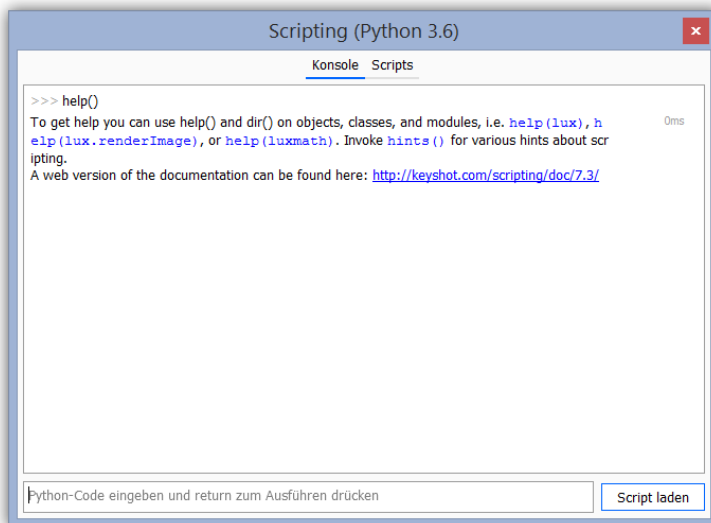 Scripting (Python 3.6)
Konsole Scripts
>>> help()
To get help you can use help() and dir() on objects, classes, and modules, i.e. help(lux), h 0ms
elp(lux.renderImage), or help(luxmath). Invoke hints() for various hints about scr
ipting.
A web version of the documentation can be found here: http://keyshot.com/scripting/doc/7.3/
Python-Code eingeben und return zum Ausführen drücken Script laden